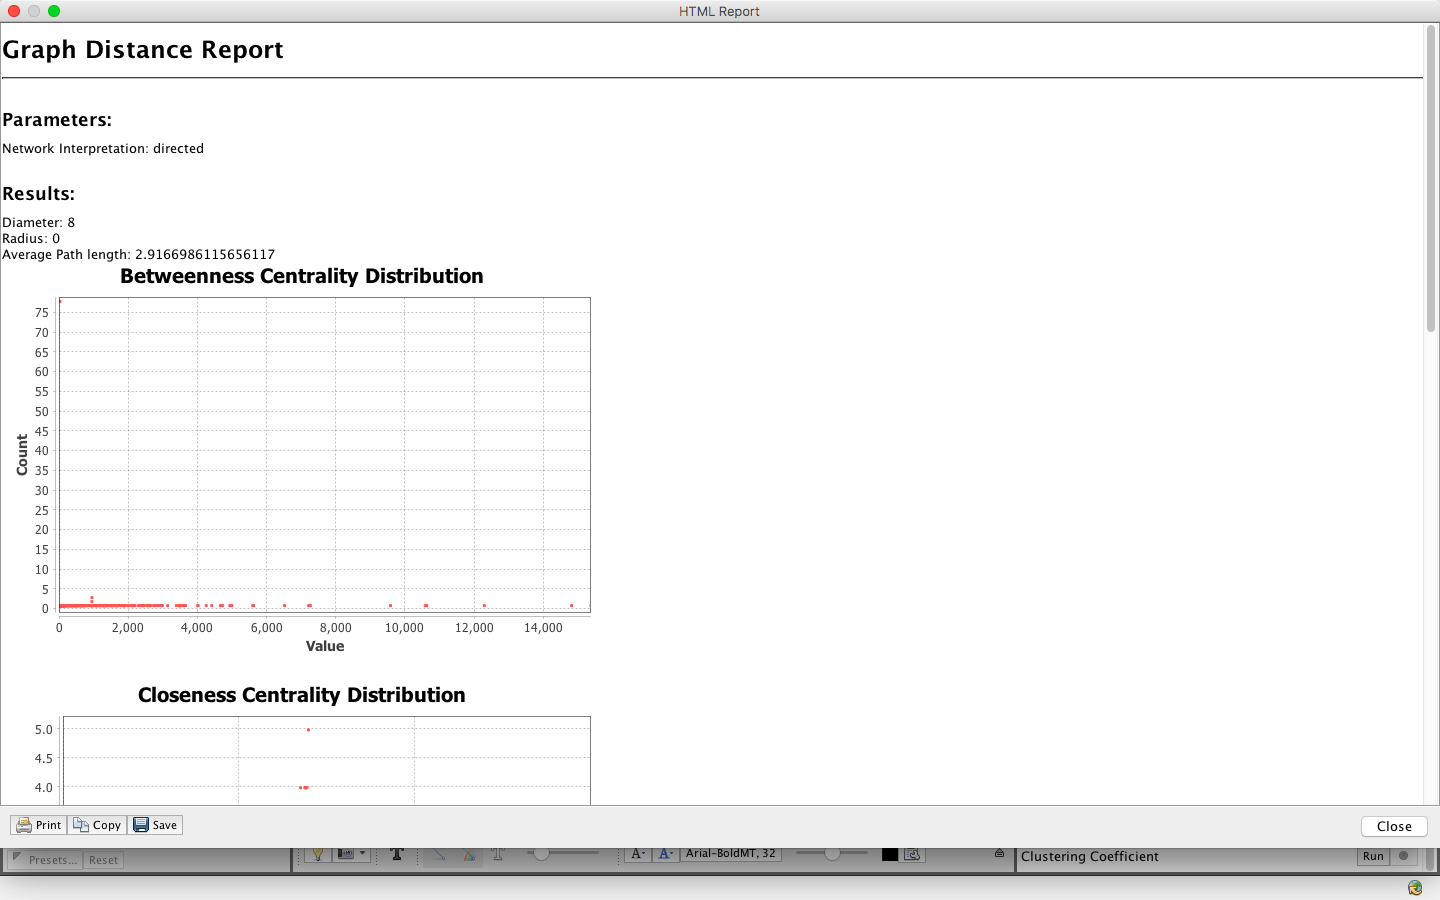 HTML Report
Graph Distance Report
Parameters:
Network Interpretation: directed
Results:
Diameter: 8
Radius: 0
Average Path length: 2.9166986115656117
Betweenness Centrality Distribution
75
70
65
60
55
50
45
40
35
30
25
20
15
10
5
0
Count
0 2,000 4,000 6,000 8,000 10,000 12,000 14,000
Value
Closeness Centrality Distribution
5.0
4.5
4.0
Print Copy Save Close
Presets... Reset T T A- A- Arial-BoldMT, 32 Clustering Coefficient Run